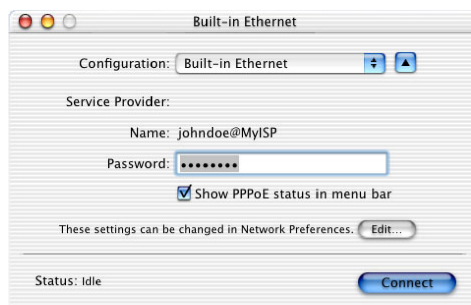 Built-in Ethernet
Configuration: Built-in Ethernet
Service Provider:
Name: johndoe@MyISP
Password: ••••••••
Show PPPoE status in menu bar
These settings can be changed in Network Preferences. Edit...
Status: Idle Connect